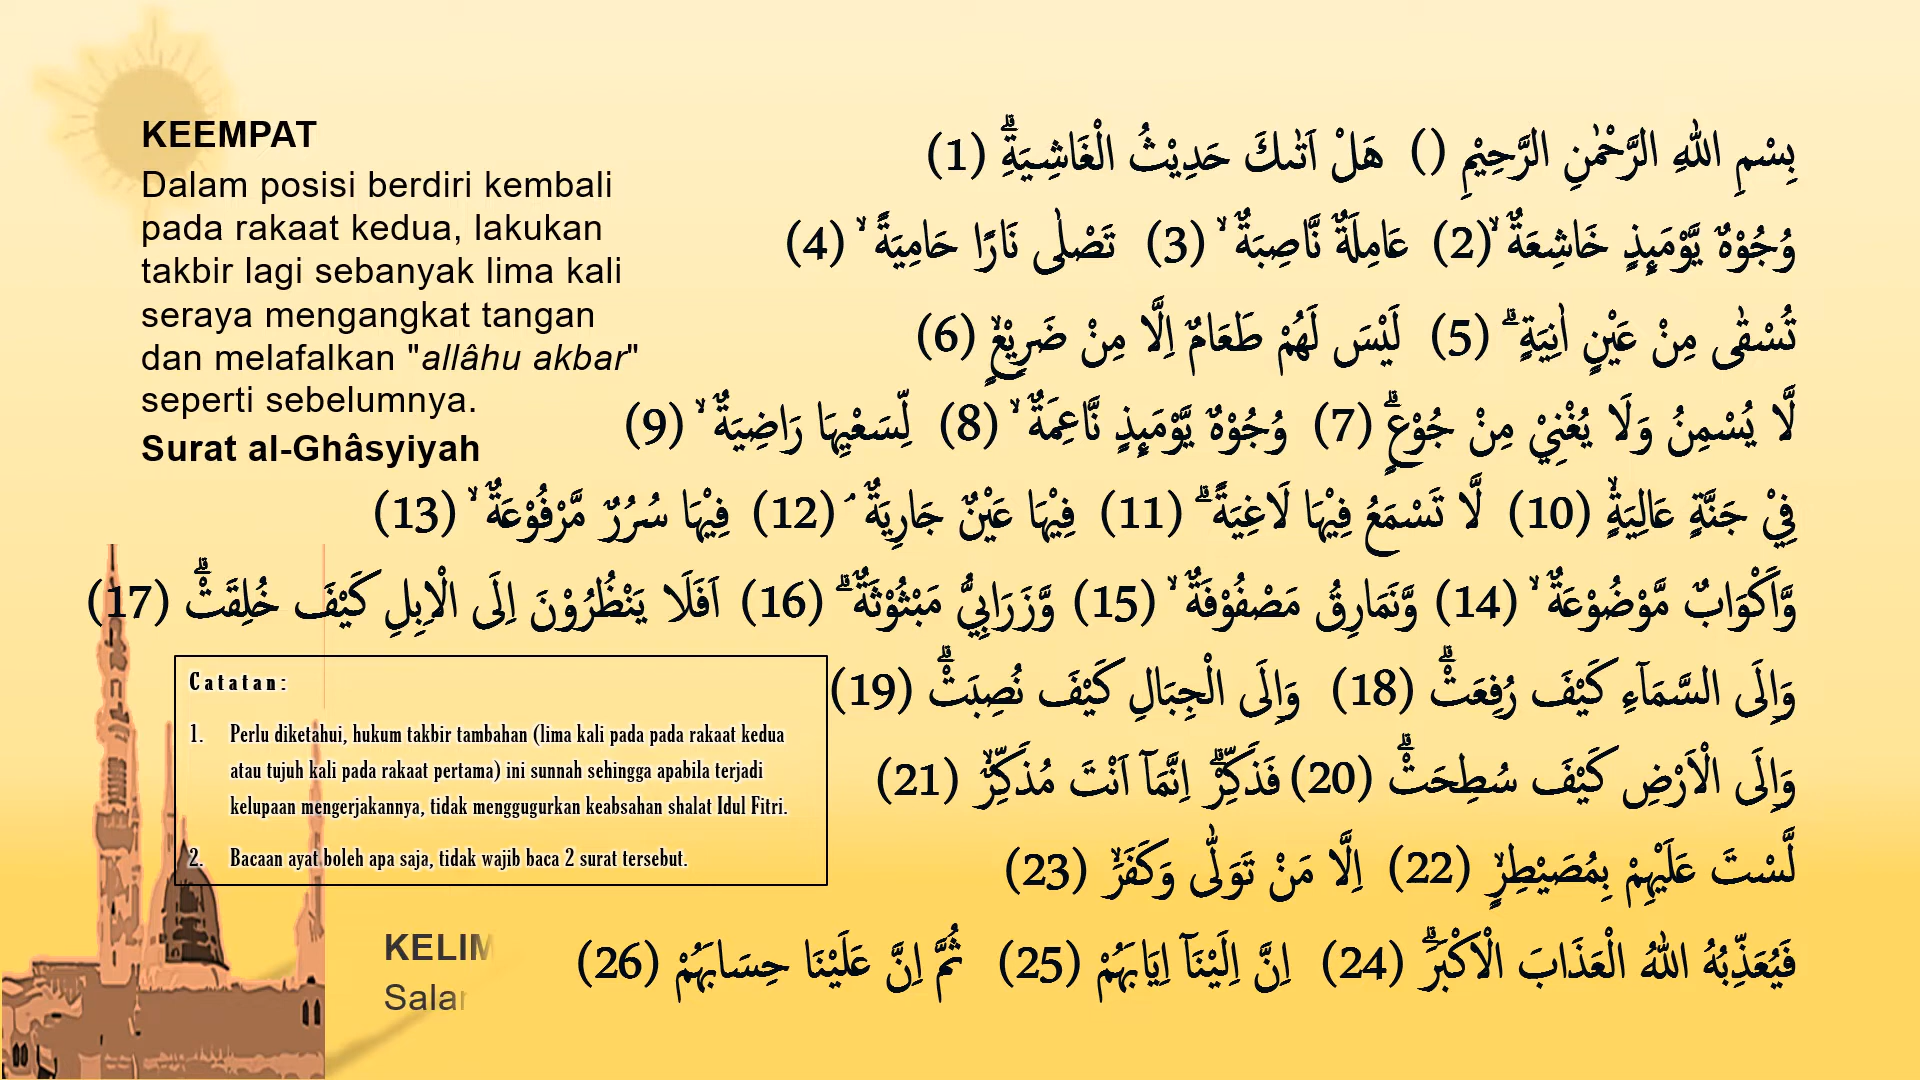 KEEMPAT
Dalam posisi berdiri kembali
pada rakaat kedua, lakukan
takbir lagi sebanyak lima kali
seraya mengangkat tangan
dan melafalkan "allâhu akbar"
seperti sebelumnya.
Surat al-Ghâsyiyah
بِسْمِ اللّٰهِ الرَّحْمٰنِ الرَّحِيْمِ () هَلْ اَتٰىكَ حَدِيْثُ الْغَاشِيَةِۗ (1)
وُجُوْهٌ يَّوْمَىِٕذٍ خَاشِعَةٌ ۙ (2) عَامِلَةٌ نَّاصِبَةٌ ۙ (3) تَصْلٰى نَارًا حَامِيَةً ۙ (4)
تُسْقٰى مِنْ عَيْنٍ اٰنِيَةٍ ۗ (5) لَيْسَ لَهُمْ طَعَامٌ اِلَّا مِنْ ضَرِيْعٍۙ (6)
لَّا يُسْمِنُ وَلَا يُغْنِيْ مِنْ جُوْعٍۗ (7) وُجُوْهٌ يَّوْمَىِٕذٍ نَّاعِمَةٌ ۙ (8) لِّسَعْيِهَا رَاضِيَةٌ ۙ (9)
فِيْ جَنَّةٍ عَالِيَةٍۙ (10) لَّا تَسْمَعُ فِيْهَا لَاغِيَةً ۗ (11) فِيْهَا عَيْنٌ جَارِيَةٌ ۘ (12) فِيْهَا سُرُرٌ مَّرْفُوْعَةٌ ۙ (13)
وَّاَكْوَابٌ مَّوْضُوْعَةٌ ۙ (14) وَّنَمَارِقُ مَصْفُوْفَةٌ ۙ (15) وَّزَرَابِيُّ مَبْثُوْثَةٌ ۗ (16) اَفَلَا يَنْظُرُوْنَ اِلَى الْاِبِلِ كَيْفَ خُلِقَتْۗ (17)
وَاِلَى السَّمَاۤءِ كَيْفَ رُفِعَتْۗ (18) وَاِلَى الْجِبَالِ كَيْفَ نُصِبَتْۗ (19)
وَاِلَى الْاَرْضِ كَيْفَ سُطِحَتْۗ (20) فَذَكِّرْۗ اِنَّمَآ اَنْتَ مُذَكِّرٌۙ (21)
لَّسْتَ عَلَيْهِمْ بِمُصَيْطِرٍۙ (22) اِلَّا مَنْ تَوَلّٰى وَكَفَرَۙ (23)
فَيُعَذِّبُهُ اللّٰهُ الْعَذَابَ الْاَكْبَرَۗ (24) اِنَّ اِلَيْنَآ اِيَابَهُمْ (25) ثُمَّ اِنَّ عَلَيْنَا حِسَابَهُمْ (26)
Catatan:
1. Perlu diketahui, hukum takbir tambahan (lima kali pada pada rakaat kedua
atau tujuh kali pada rakaat pertama) ini sunnah sehingga apabila terjadi
kelupaan mengerjakannya, tidak menggugurkan keabsahan shalat Idul Fitri.
2. Bacaan ayat boleh apa saja, tidak wajib baca 2 surat tersebut.